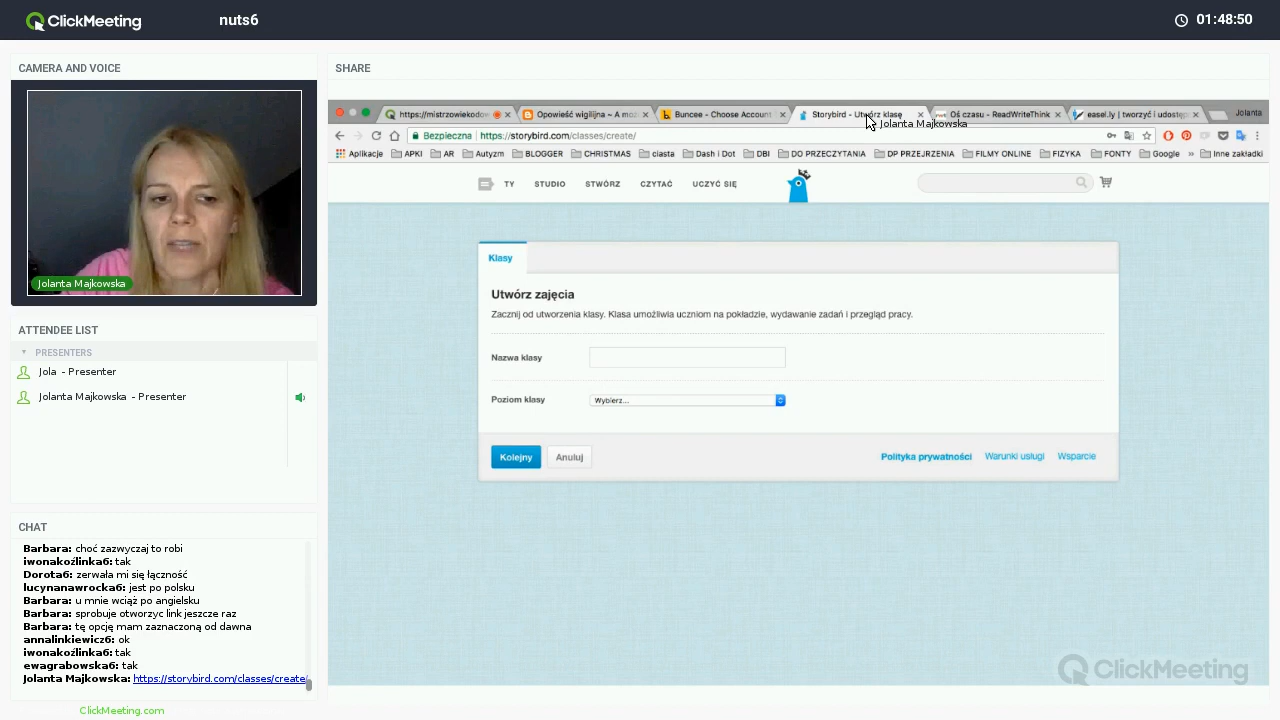 ClickMeeting
nuts6
01:48:50
CAMERA AND VOICE
Jolanta Majkowska
ATTENDEE LIST
PRESENTERS
Jola - Presenter
Jolanta Majkowska - Presenter
CHAT
Barbara: choć zazwyczaj to robi
iwonakoźlinka6: tak
Dorota6: zerwała mi się łączność
lucynanawrocka6: jest po polsku
Barbara: u mnie wciąż po angielsku
Barbara: sprobuje otworzyc link jeszcze raz
Barbara: tę opcję mam zaznaczoną od dawna
annalinkiewicz6: ok
iwonakoźlinka6: tak
ewagrabowska6: tak
Jolanta Majkowska: https://storybird.com/classes/create/
ClickMeeting.com
SHARE
https://mistrzowiekodow
Opowieść wigilijna ~ A mo
Buncee - Choose Account
Storybird - Utwórz klasę
Oś czasu - ReadWriteThink
easel.ly | tworzyć i udostęp
Jolanta
Jolanta Majkowska
Bezpieczna https://storybird.com/classes/create/
Aplikacje APKI AR Autyzm BLOGGER CHRISTMAS ciasta Dash i Dot DBI DO PRZECZYTANIA DP PRZEJRZENIA FILMY ONLINE FIZYKA FONTY Google » Inne zakładki
TY STUDIO STWÓRZ CZYTAĆ UCZYĆ SIĘ
Klasy
Utwórz zajęcia
Zacznij od utworzenia klasy. Klasa umożliwia uczniom na pokładzie, wydawanie zadań i przegląd pracy.
Nazwa klasy
Poziom klasy Wybierz...
Kolejny Anuluj Polityka prywatności Warunki usługi Wsparcie
ClickMeeting